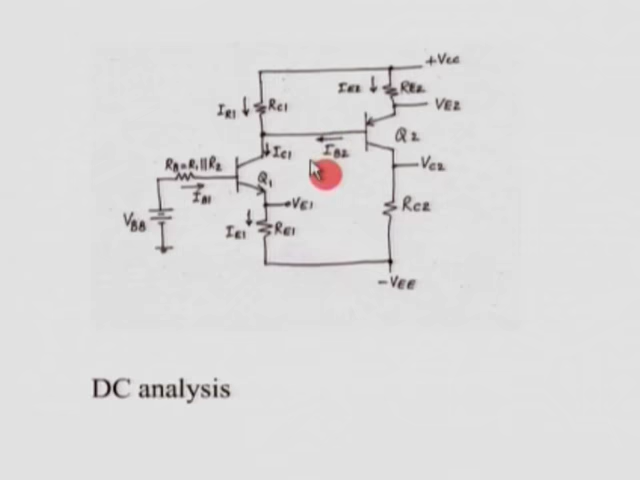 +Vcc
IE2
RE2
VE2
IR1
RC1
Q2
IC1
IB2
VC2
RB=R1||R2
Q1
IB1
VE1
RC2
VBB
IE1
RE1
-VEE
DC analysis